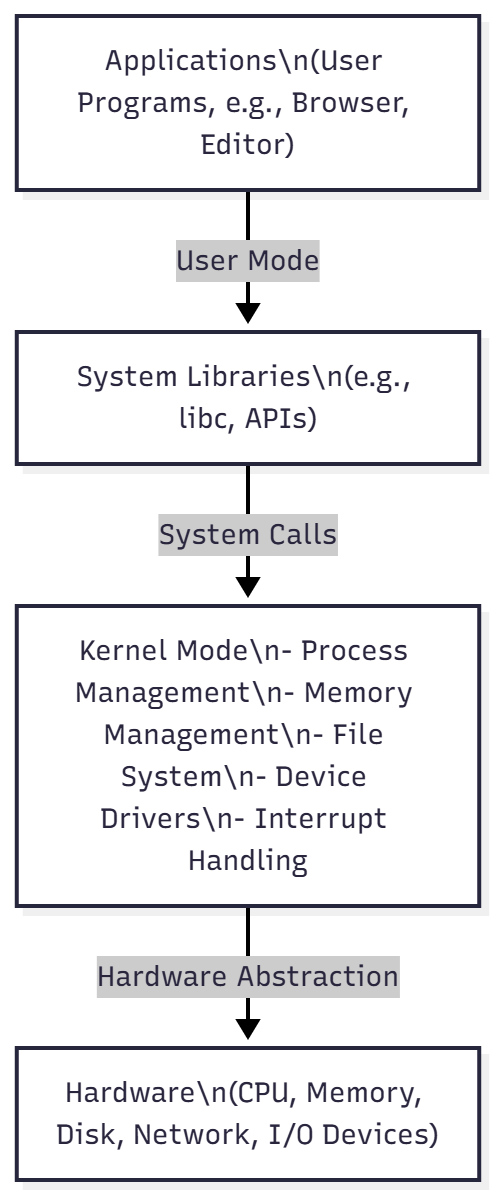 Applications\n(User
Programs, e.g., Browser,
Editor)
User Mode
System Libraries\n(e.g.,
libc, APIs)
System Calls
Kernel Mode\n- Process
Management\n- Memory
Management\n- File
System\n- Device
Drivers\n- Interrupt
Handling
Hardware Abstraction
Hardware\n(CPU, Memory,
Disk, Network, I/O Devices)